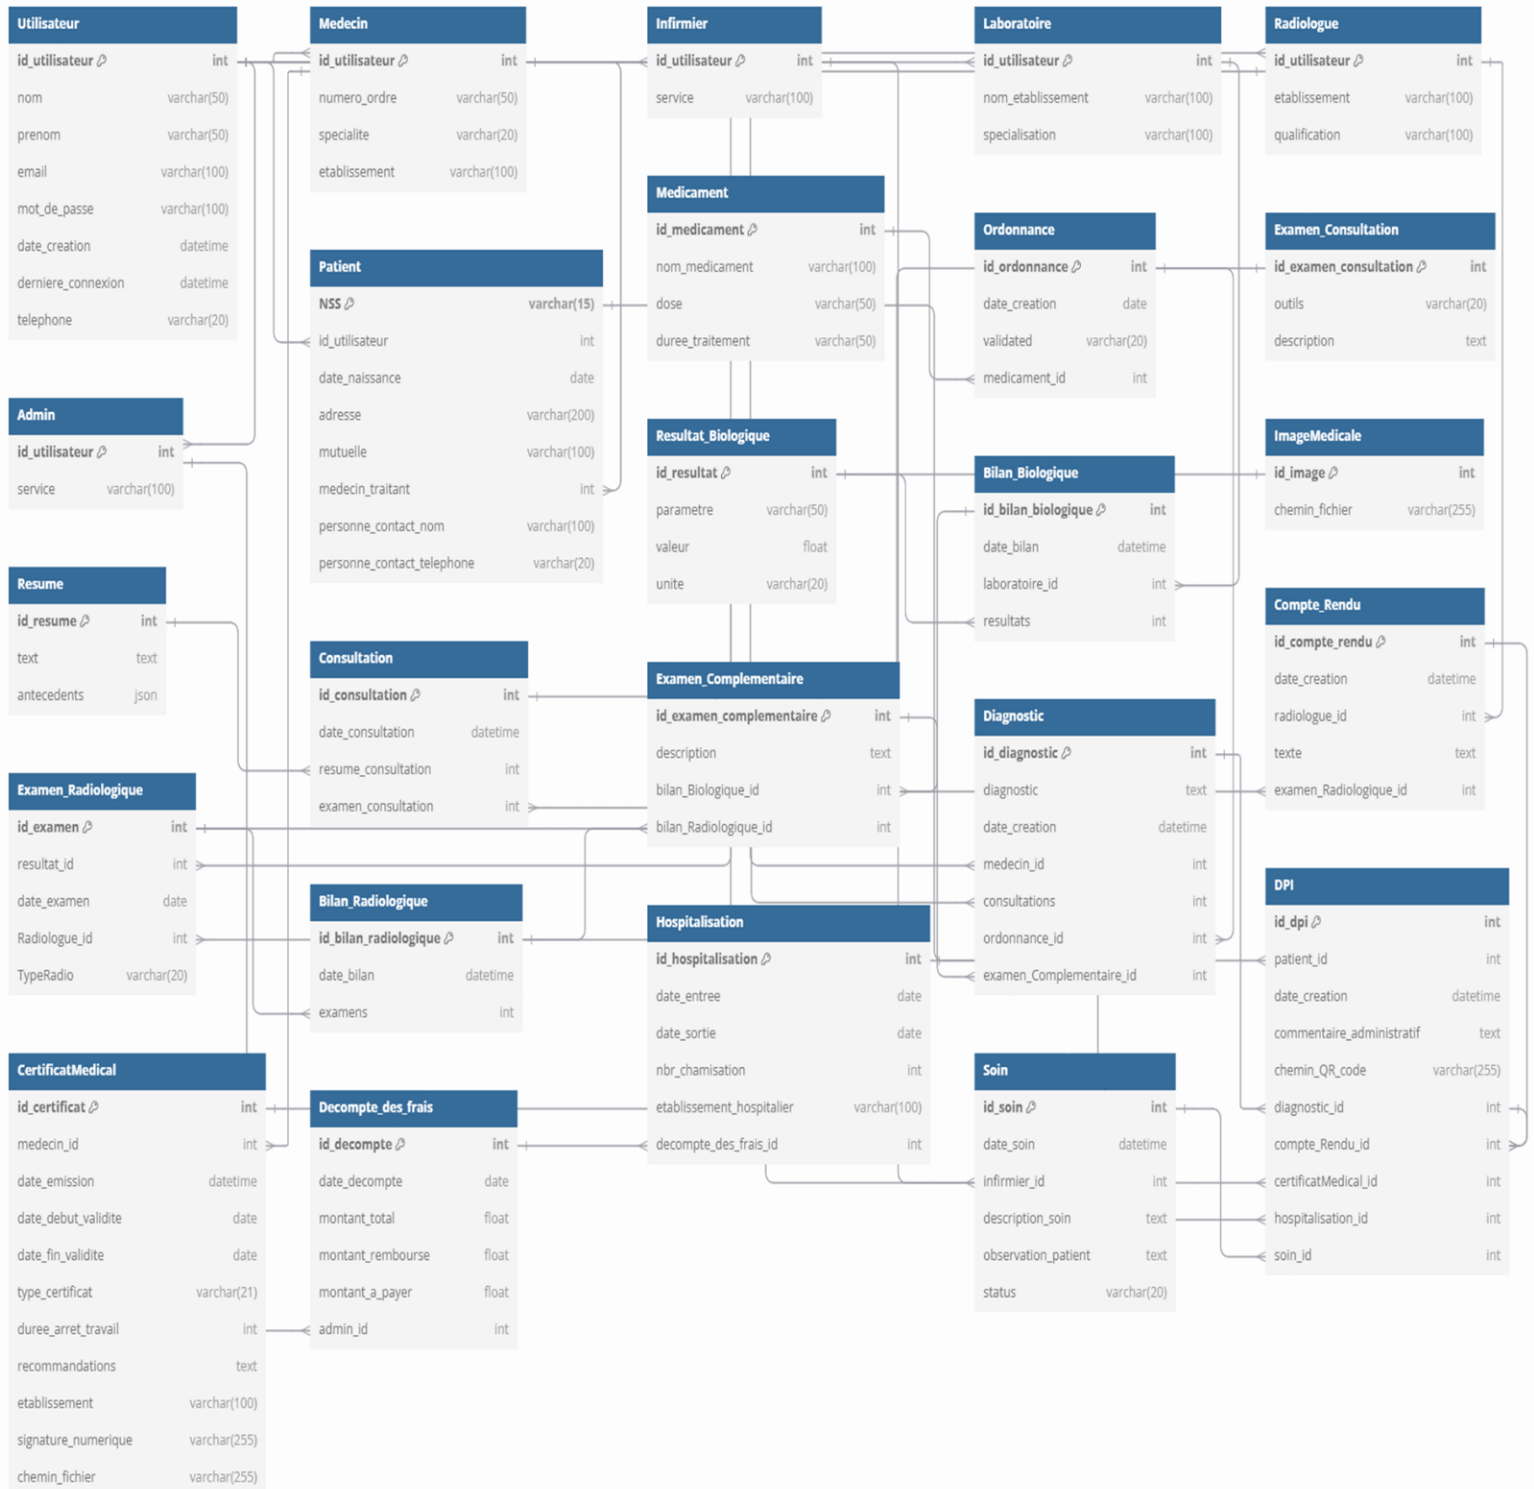 Utilisateur
id_utilisateur int
nom varchar(50)
prenom varchar(50)
email varchar(100)
mot_de_passe varchar(100)
date_creation datetime
derniere_connexion datetime
telephone varchar(20)
Medecin
id_utilisateur int
numero_ordre varchar(50)
specialite varchar(20)
etablissement varchar(100)
Infirmier
id_utilisateur int
service varchar(100)
Laboratoire
id_utilisateur int
nom_etablissement varchar(100)
specialisation varchar(100)
Radiologue
id_utilisateur int
etablissement varchar(100)
qualification varchar(100)
Medicament
id_medicament int
nom_medicament varchar(100)
dose varchar(50)
duree_traitement varchar(50)
Ordonnance
id_ordonnance int
date_creation date
validated varchar(20)
medicament_id int
Examen_Consultation
id_examen_consultation int
outils varchar(20)
description text
Patient
NSS varchar(15)
id_utilisateur int
date_naissance date
adresse varchar(200)
mutuelle varchar(100)
medecin_traitant int
personne_contact_nom varchar(100)
personne_contact_telephone varchar(20)
Admin
id_utilisateur int
service varchar(100)
Resultat_Biologique
id_resultat int
parametre varchar(50)
valeur float
unite varchar(20)
Bilan_Biologique
id_bilan_biologique int
date_bilan datetime
laboratoire_id int
resultats int
ImageMedicale
id_image int
chemin_fichier varchar(255)
Resume
id_resume int
text text
antecedents json
Consultation
id_consultation int
date_consultation datetime
resume_consultation int
examen_consultation int
Examen_Complementaire
id_examen_complementaire int
description text
bilan_Biologique_id int
bilan_Radiologique_id int
Diagnostic
id_diagnostic int
diagnostic text
date_creation datetime
medecin_id int
consultations int
ordonnance_id int
examen_Complementaire_id int
Compte_Rendu
id_compte_rendu int
date_creation datetime
radiologue_id int
texte text
examen_Radiologique_id int
Examen_Radiologique
id_examen int
resultat_id int
date_examen date
Radiologue_id int
TypeRadio varchar(20)
Bilan_Radiologique
id_bilan_radiologique int
date_bilan datetime
examens int
Hospitalisation
id_hospitalisation int
date_entree date
date_sortie date
nbr_chamisation int
etablissement_hospitalier varchar(100)
decompte_des_frais_id int
DPI
id_dpi int
patient_id int
date_creation datetime
commentaire_administratif text
chemin_QR_code varchar(255)
diagnostic_id int
compte_Rendu_id int
certificatMedical_id int
hospitalisation_id int
soin_id int
CertificatMedical
id_certificat int
medecin_id int
date_emission datetime
date_debut_validite date
date_fin_validite date
type_certificat varchar(21)
duree_arret_travail int
recommandations text
etablissement varchar(100)
signature_numerique varchar(255)
chemin_fichier varchar(255)
Decompte_des_frais
id_decompte int
date_decompte date
montant_total float
montant_rembourse float
montant_a_payer float
admin_id int
Soin
id_soin int
date_soin datetime
infirmier_id int
description_soin text
observation_patient text
status varchar(20)